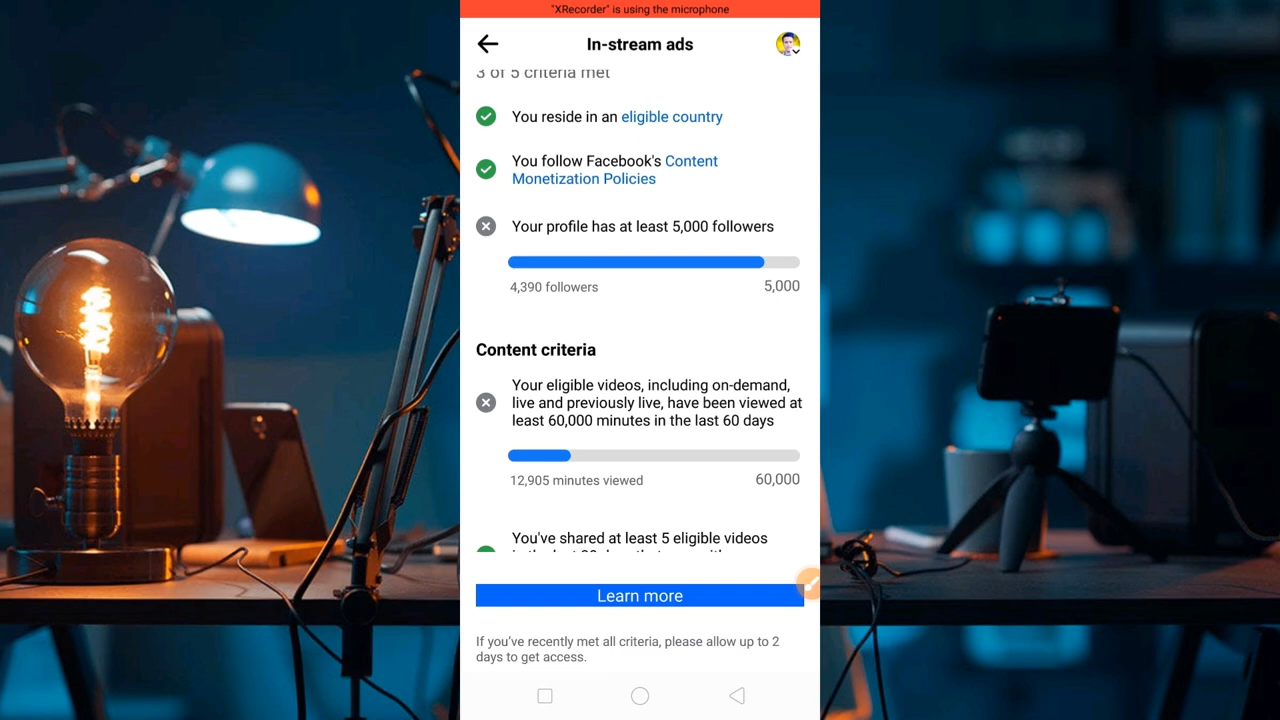 "XRecorder" is using the microphone
In-stream ads
3 of 5 criteria met
You reside in an eligible country
You follow Facebook's Content
Monetization Policies
Your profile has at least 5,000 followers
4,390 followers 5,000
Content criteria
Your eligible videos, including on-demand,
live and previously live, have been viewed at
least 60,000 minutes in the last 60 days
12,905 minutes viewed 60,000
You've shared at least 5 eligible videos
Learn more
If you've recently met all criteria, please allow up to 2
days to get access.